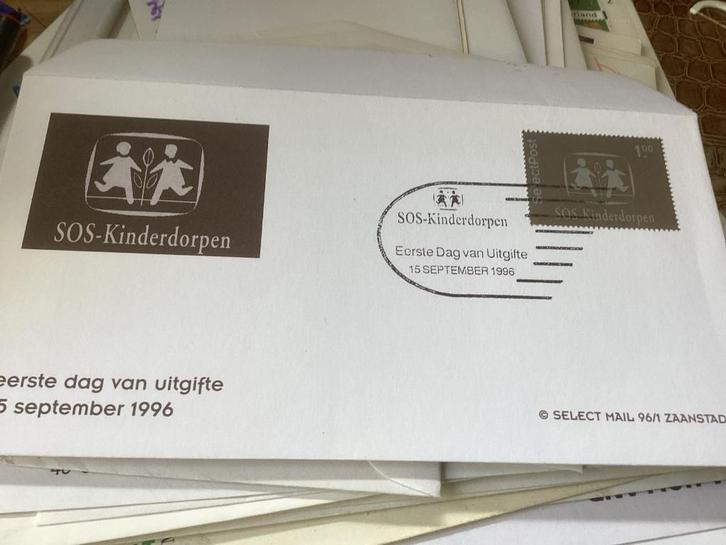 SOS-Kinderdorpen
SelectPost
1.00
SOS-Kinderdorpen
SOS-Kinderdorpen
Eerste Dag van Uitgifte
15 SEPTEMBER 1996
eerste dag van uitgifte
5 september 1996
© SELECT MAIL 96/1 ZAANSTAD